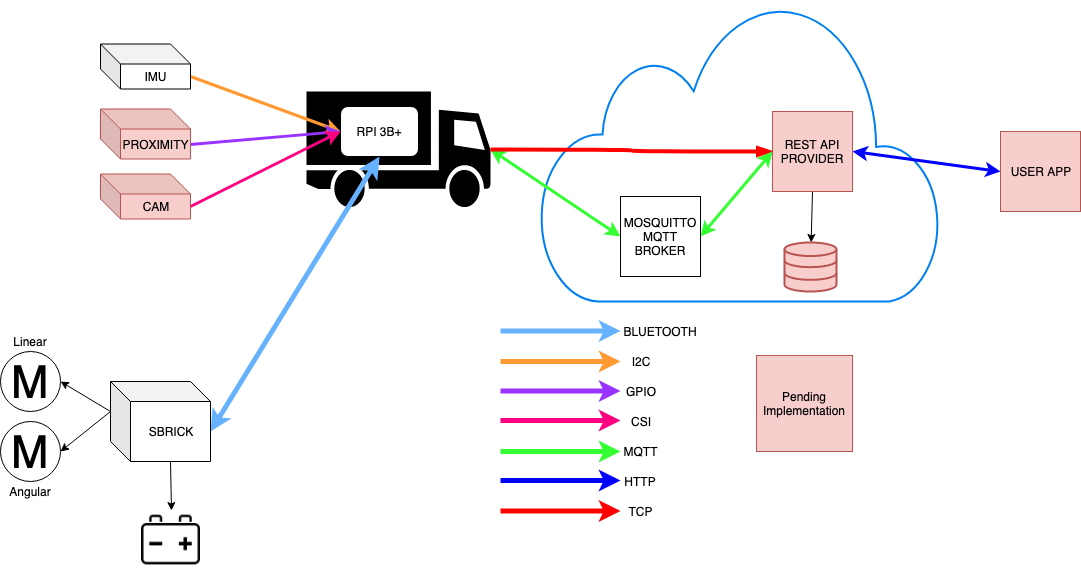 IMU
PROXIMITY
CAM
RPI 3B+
REST API
PROVIDER
USER APP
MOSQUITTO
MQTT
BROKER
Linear
M
M
Angular
SBRICK
BLUETOOTH
I2C
GPIO
CSI
MQTT
HTTP
TCP
Pending
Implementation